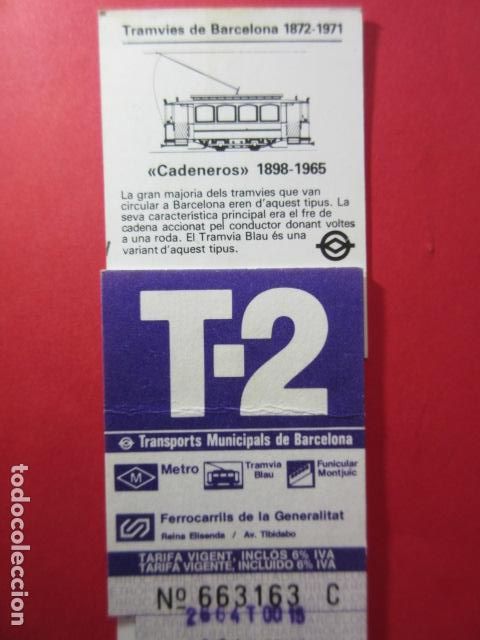 Tramvies de Barcelona 1872-1971
«Cadeneros» 1898-1965
La gran majoria dels tramvies que van
circular a Barcelona eren d'aquest tipus. La
seva característica principal era el fre de
cadena accionat pel conductor donant voltes
a una roda. El Tramvia Blau és una
variant d'aquest tipus.
T-2
Transports Municipals de Barcelona
M Metro Tramvia Blau Funicular Montjuïc
Ferrocarrils de la Generalitat
Reina Elisenda / Av. Tibidabo
TARIFA VIGENT, INCLÒS 6% IVA
TARIFA VIGENTE, INCLUIDO 6% IVA
Nº 663163 C
todocoleccion.net